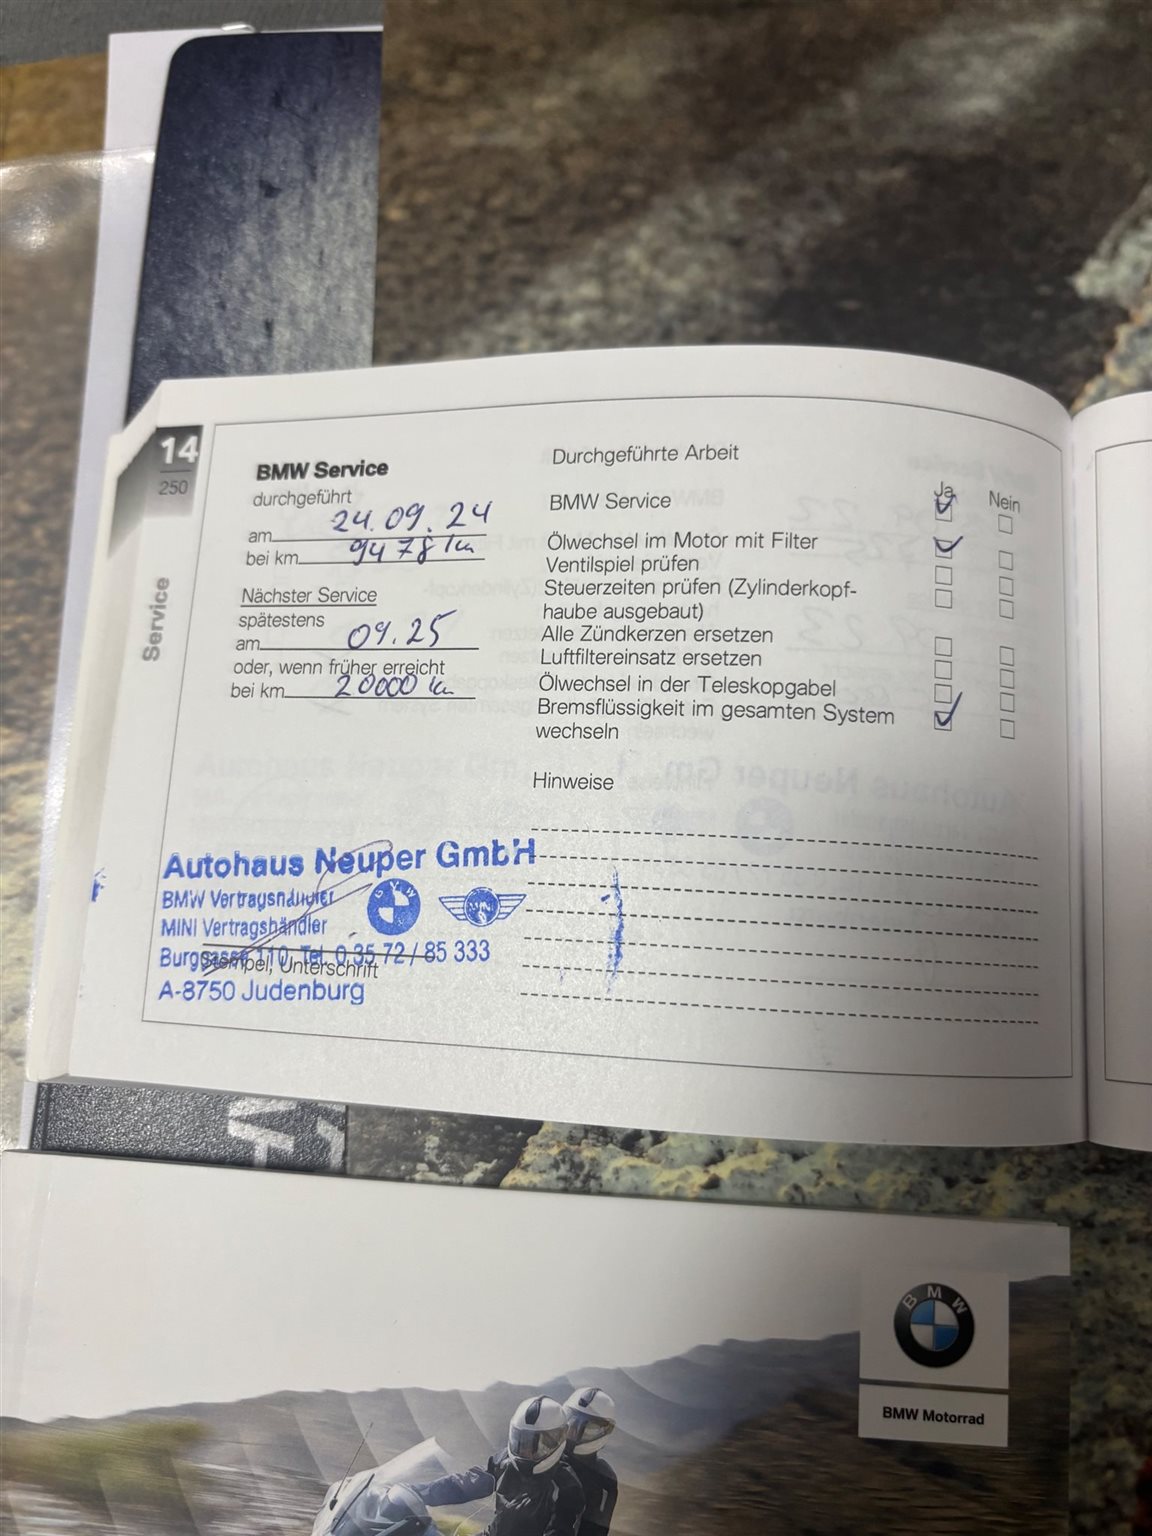 14
250
Service
BMW Service
durchgeführt
am 24.09.24
bei km 9478 km
Nächster Service
spätestens
am 09.25
oder, wenn früher erreicht
bei km 20000 km
Durchgeführte Arbeit
Ja Nein
BMW Service
Ölwechsel im Motor mit Filter
Ventilspiel prüfen
Steuerzeiten prüfen (Zylinderkopf-
haube ausgebaut)
Alle Zündkerzen ersetzen
Luftfiltereinsatz ersetzen
Ölwechsel in der Teleskopgabel
Bremsflüssigkeit im gesamten System
wechseln
Hinweise
Autohaus Neuper GmbH
BMW Vertragshändler
MINI Vertragshändler
Burggasse 110, Tel. 0 35 72 / 85 333
Stempel, Unterschrift
A-8750 Judenburg
BMW
MINI
BMW
BMW Motorrad